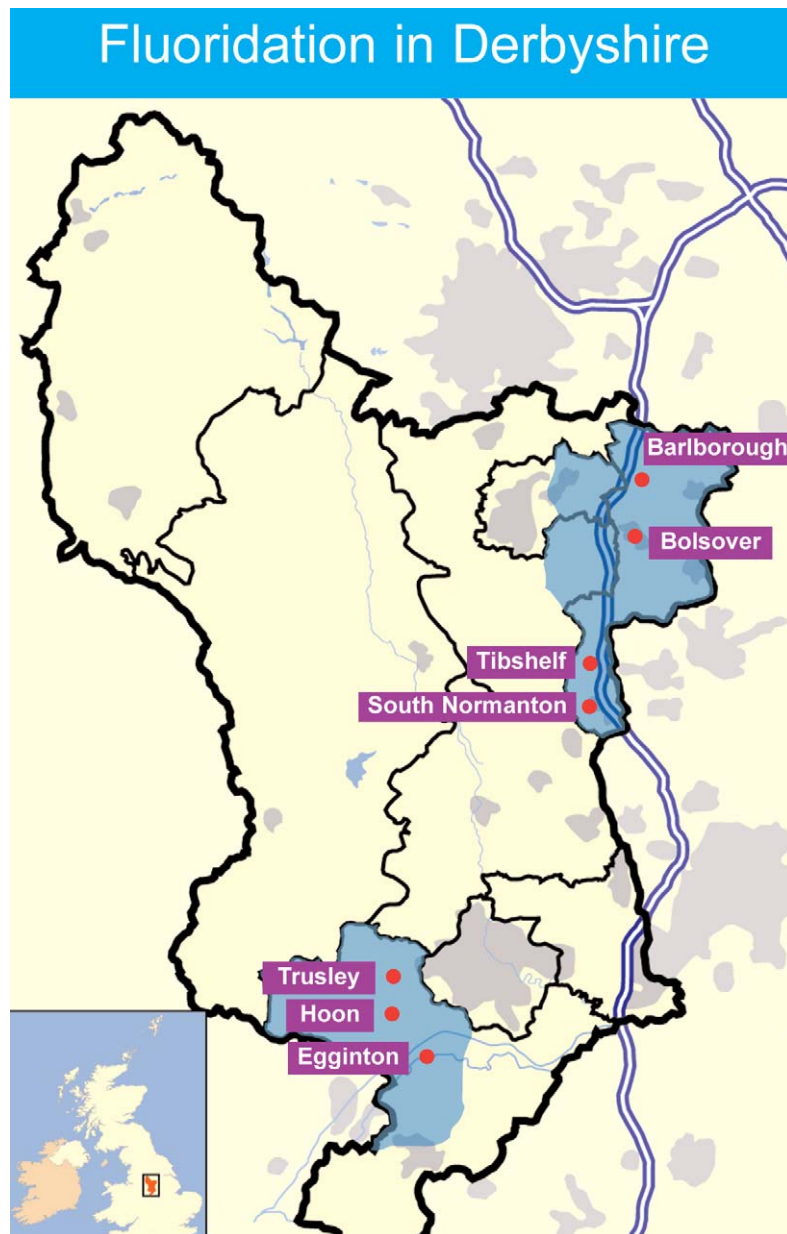 Fluoridation in Derbyshire
Barlborough
Bolsover
Tibshelf
South Normanton
Trusley
Hoon
Egginton